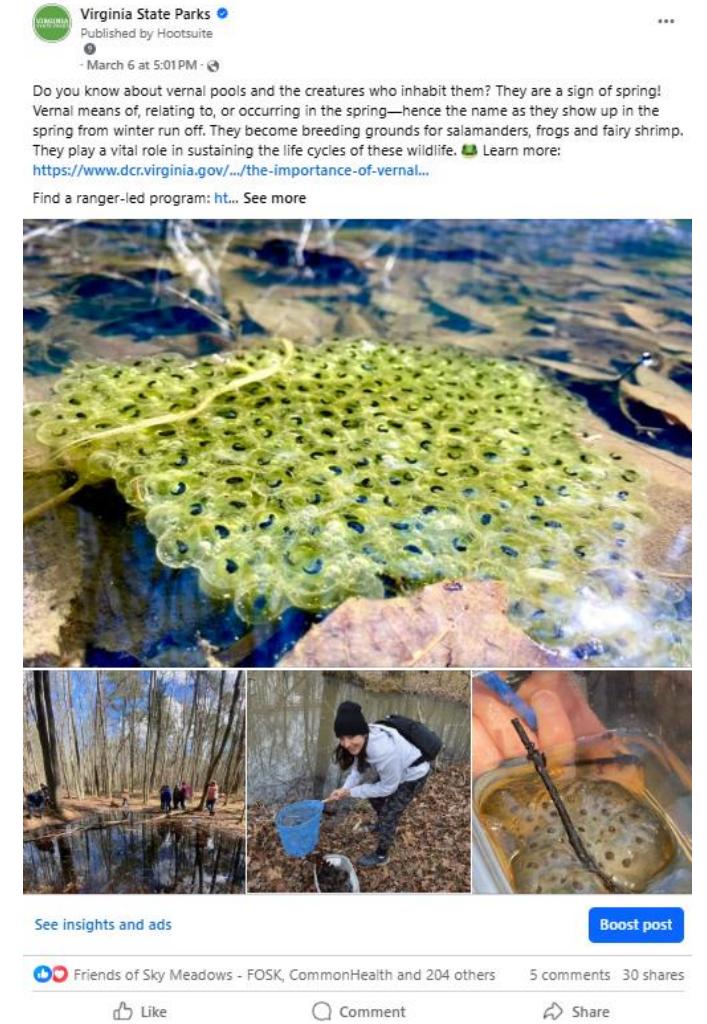 Virginia State Parks
VIRGINIA
STATE PARKS
Published by Hootsuite
· March 6 at 5:01 PM ·
Do you know about vernal pools and the creatures who inhabit them? They are a sign of spring!
Vernal means of, relating to, or occurring in the spring—hence the name as they show up in the
spring from winter run off. They become breeding grounds for salamanders, frogs and fairy shrimp.
They play a vital role in sustaining the life cycles of these wildlife. 🐸 Learn more:
https://www.dcr.virginia.gov/.../the-importance-of-vernal...
Find a ranger-led program: ht... See more
See insights and ads
Boost post
Friends of Sky Meadows - FOSK, CommonHealth and 204 others 5 comments 30 shares
Like Comment Share